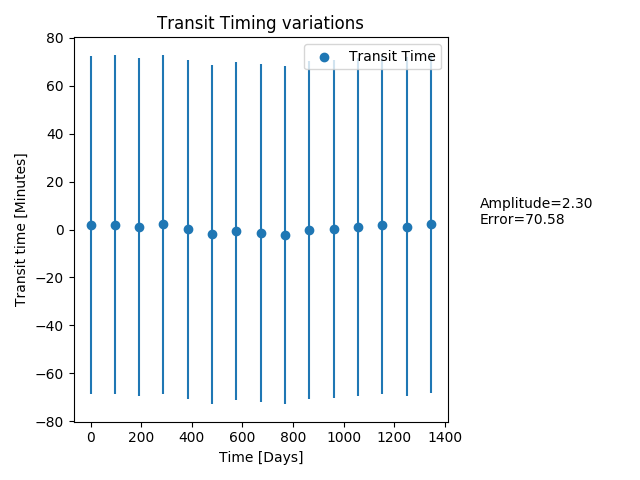 Transit Timing variations
Transit Time
80
60
40
20
0
−20
−40
−60
−80
Transit time [Minutes]
0
200
400
600
800
1000
1200
1400
Time [Days]
Amplitude=2.30
Error=70.58